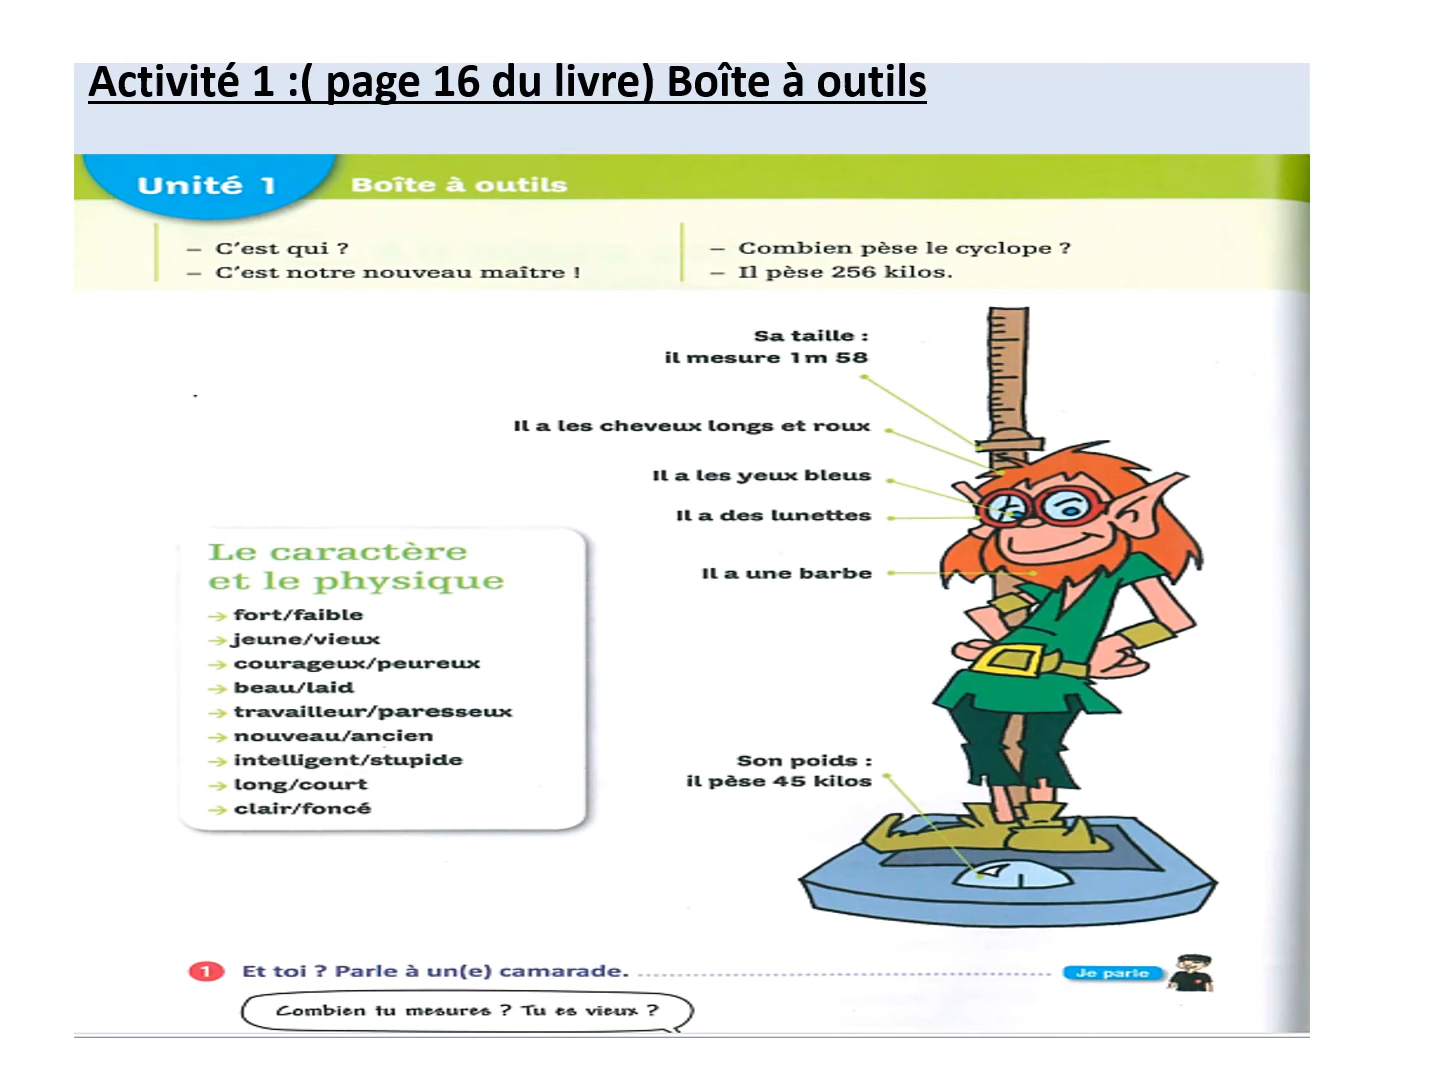 Activité 1 :( page 16 du livre) Boîte à outils
Unité 1
Boîte à outils
– C'est qui ?
– C'est notre nouveau maître !
– Combien pèse le cyclope ?
– Il pèse 256 kilos.
Sa taille :
il mesure 1m 58
Il a les cheveux longs et roux
Il a les yeux bleus
Il a des lunettes
Il a une barbe
Le caractère
et le physique
→ fort/faible
→ jeune/vieux
→ courageux/peureux
→ beau/laid
→ travailleur/paresseux
→ nouveau/ancien
→ intelligent/stupide
→ long/court
→ clair/foncé
Son poids :
il pèse 45 kilos
1 Et toi ? Parle à un(e) camarade.
Je parle
Combien tu mesures ? Tu es vieux ?